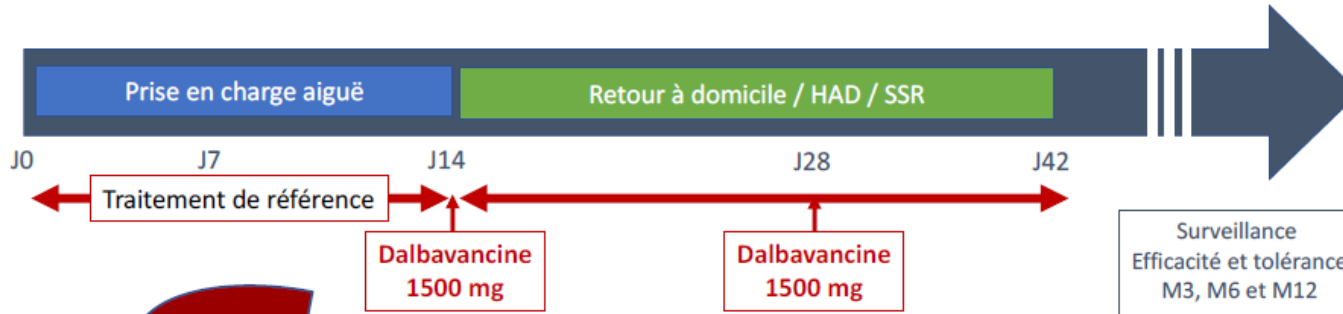 Prise en charge aiguë
Retour à domicile / HAD / SSR
J0
J7
J14
J28
J42
Traitement de référence
Dalbavancine
1500 mg
Dalbavancine
1500 mg
Surveillance
Efficacité et tolérance
M3, M6 et M12